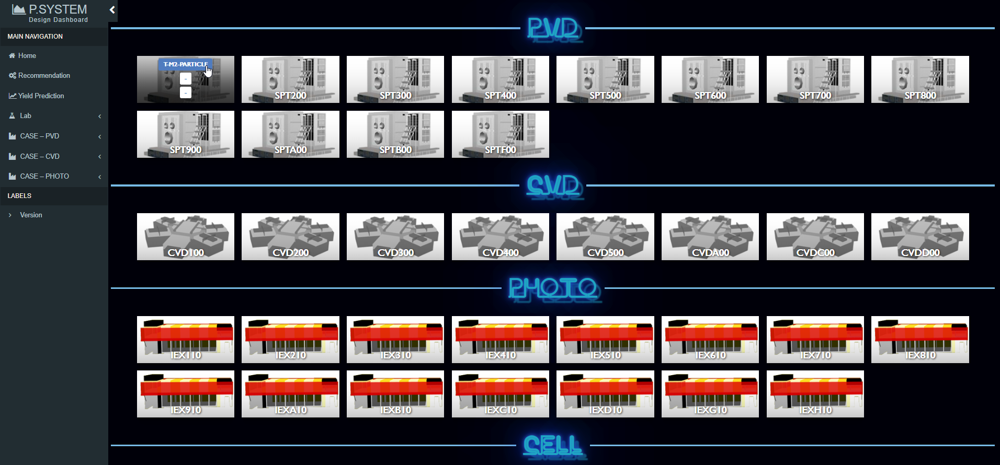 P.SYSTEM
Design Dashboard
MAIN NAVIGATION
Home
Recommendation
Yield Prediction
Lab
CASE – PVD
CASE – CVD
CASE – PHOTO
LABELS
Version
PVD
T-M2-PARTICLE
-
-
SPT200
SPT300
SPT400
SPT500
SPT600
SPT700
SPT800
SPT900
SPTA00
SPTB00
SPTF00
CVD
CVD100
CVD200
CVD300
CVD400
CVD500
CVDA00
CVDC00
CVDD00
PHOTO
IEX110
IEX210
IEX310
IEX410
IEX510
IEX610
IEX710
IEX810
IEX910
IEXA10
IEXB10
IEXC10
IEXD10
IEXG10
IEXH10
CELL